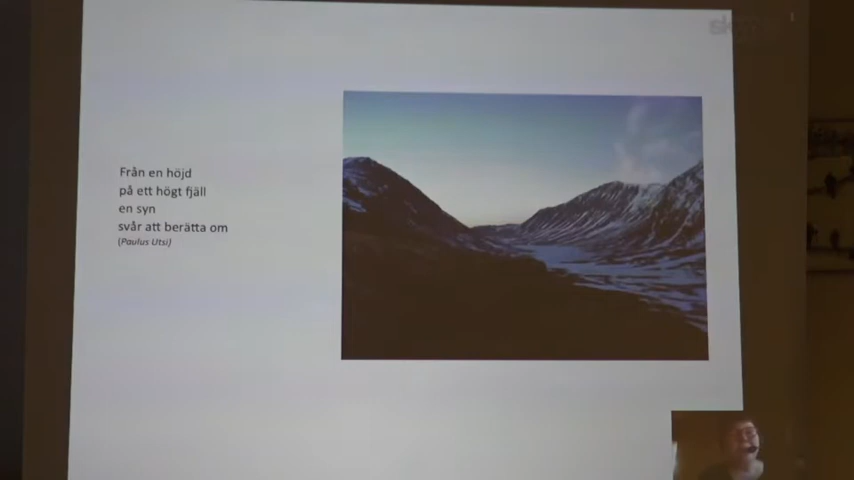 Från en höjd
på ett högt fjäll
en syn
svår att berätta om
(Paulus Utsi)